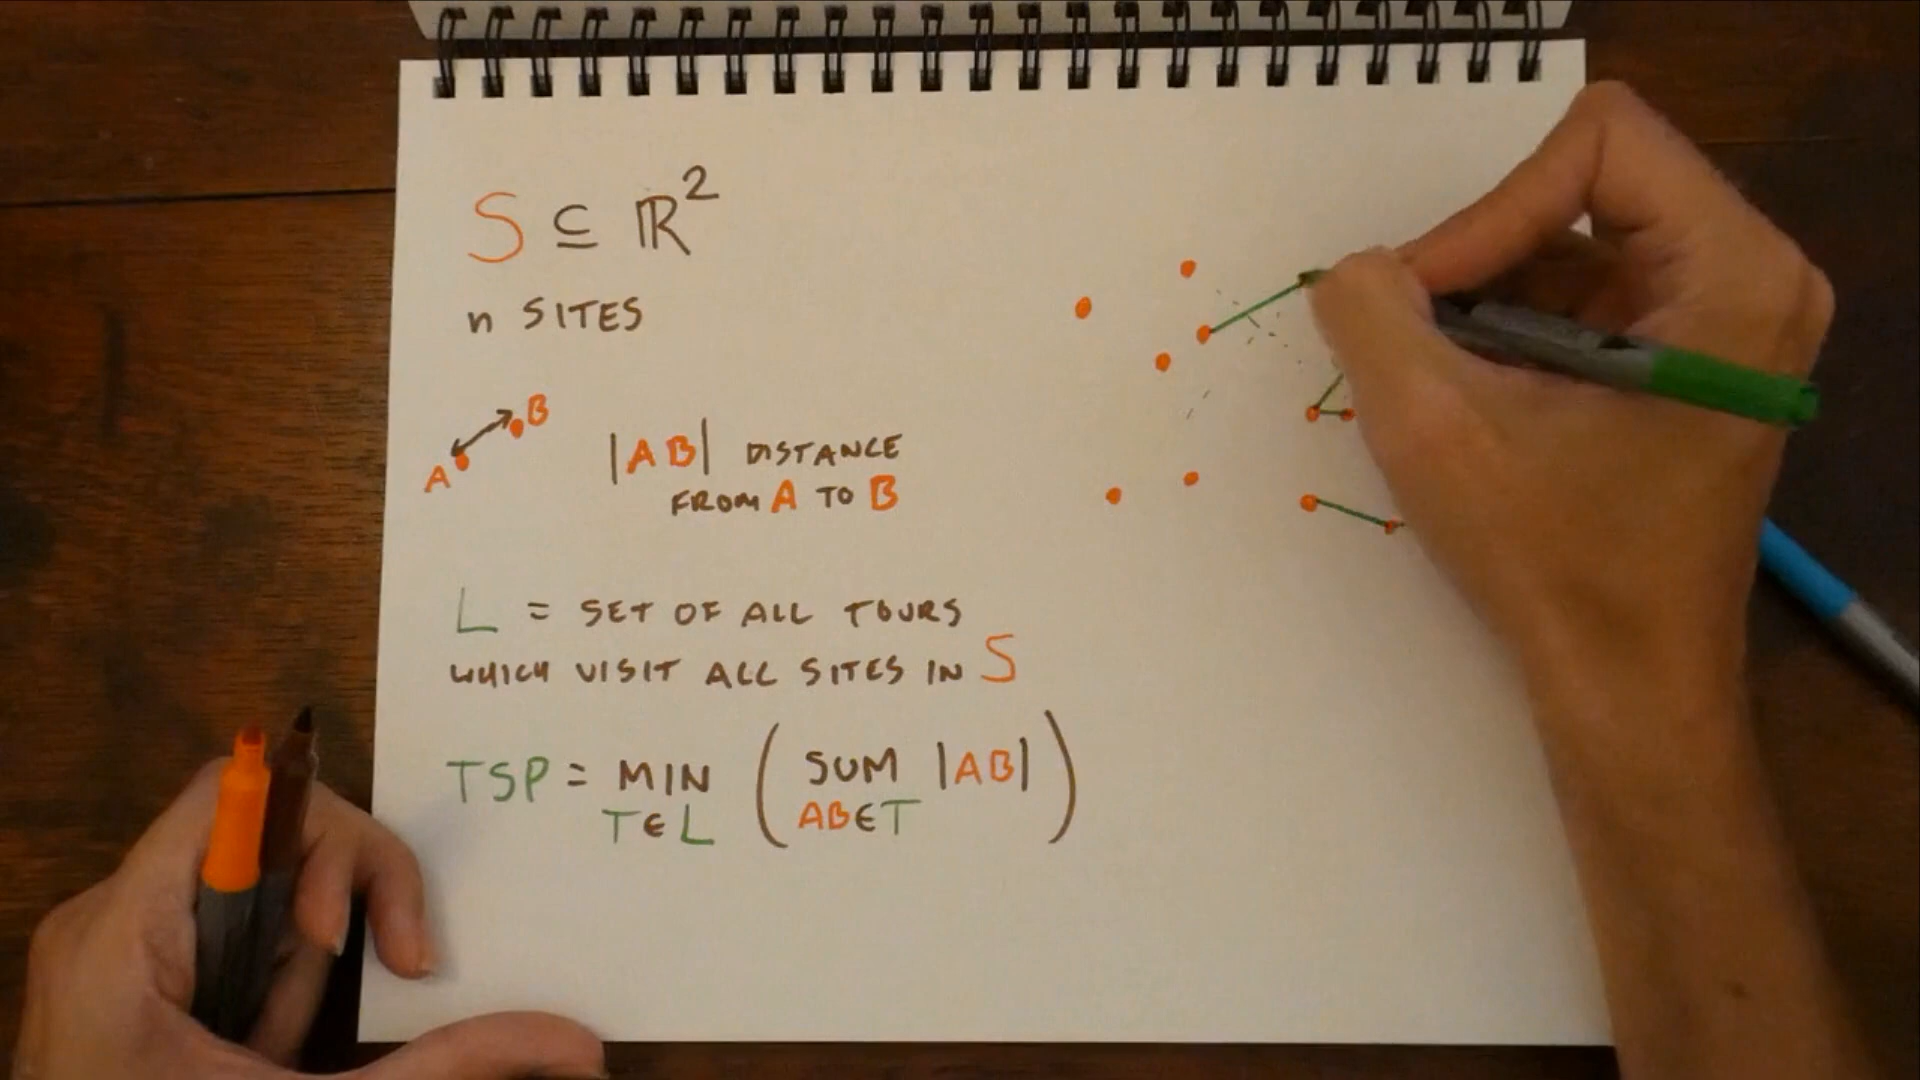 S ⊆ ℝ²
n SITES
A B
|AB| DISTANCE
FROM A TO B
L = SET OF ALL TOURS
WHICH VISIT ALL SITES IN S
TSP = MIN ( SUM |AB| )
T∈L AB∈T